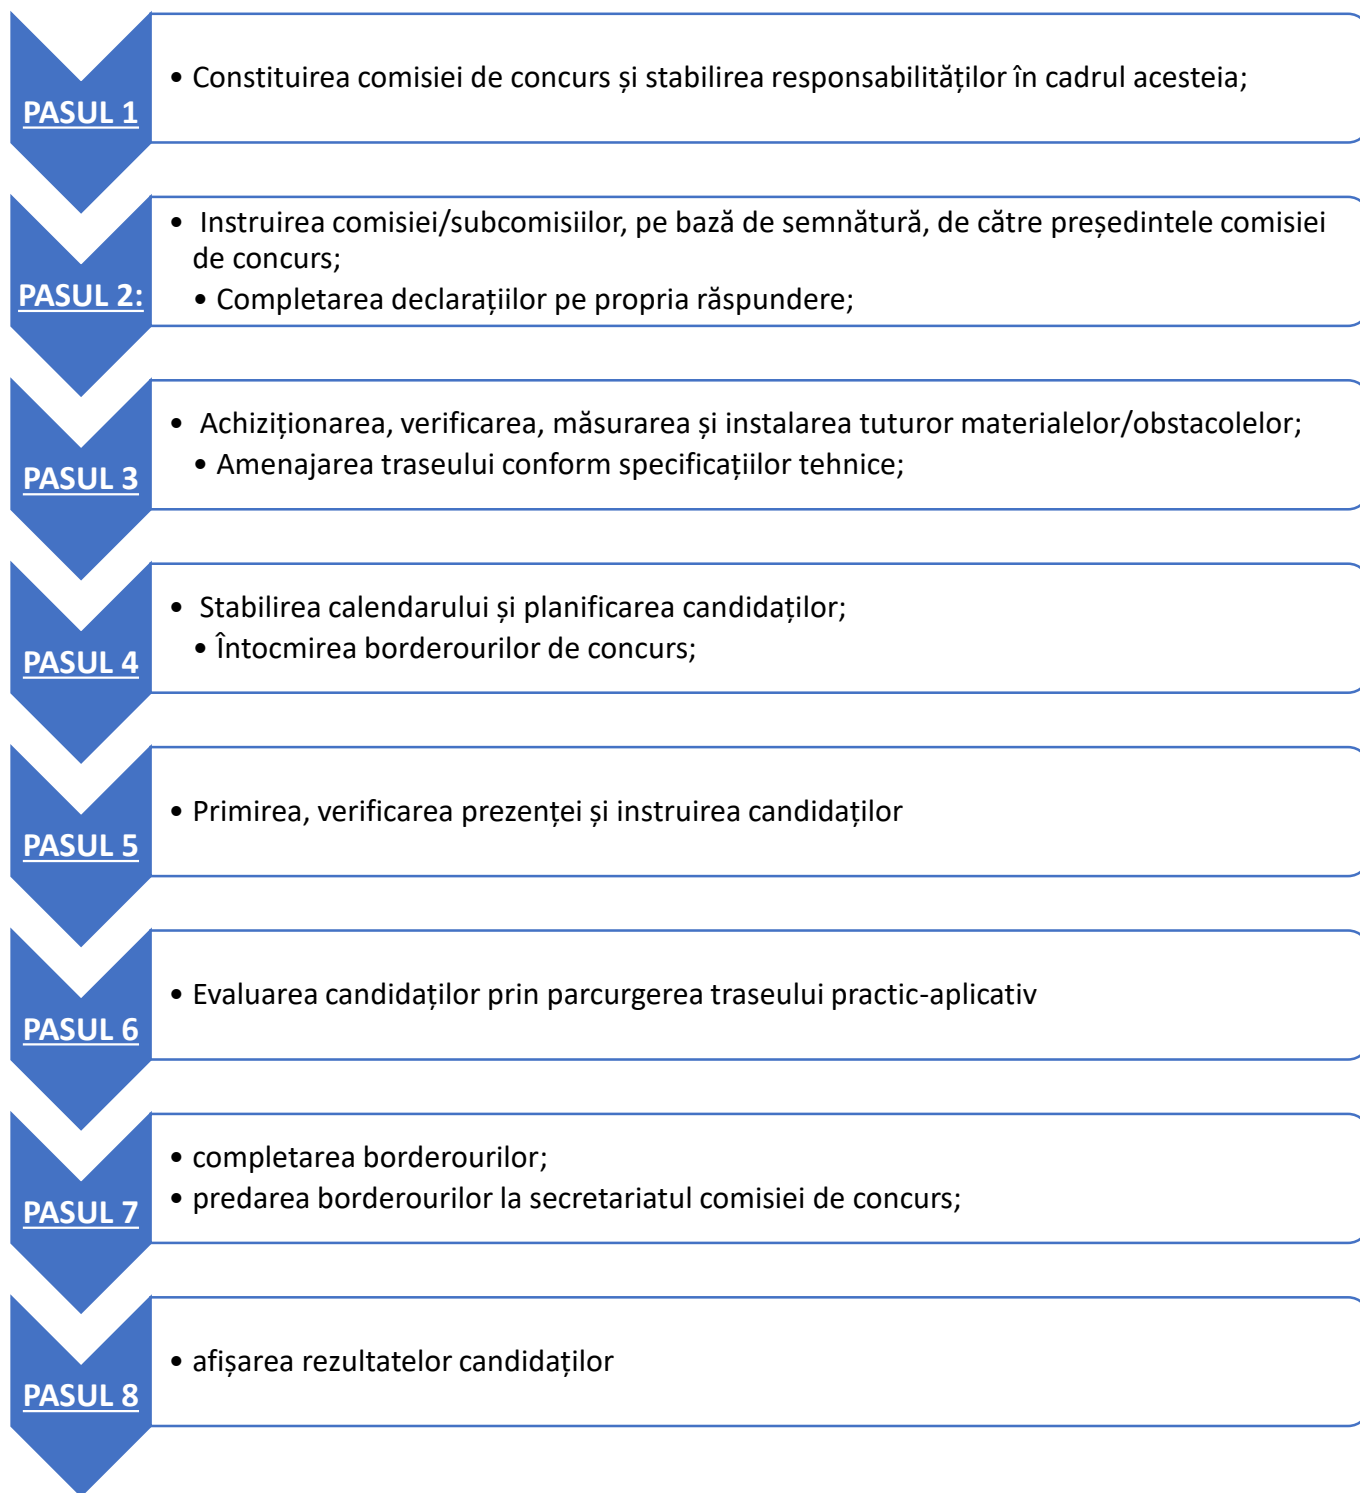 PASUL 1
• Constituirea comisiei de concurs și stabilirea responsabilităților în cadrul acesteia;
PASUL 2:
• Instruirea comisiei/subcomisiilor, pe bază de semnătură, de către președintele comisiei
de concurs;
• Completarea declarațiilor pe propria răspundere;
PASUL 3
• Achiziționarea, verificarea, măsurarea și instalarea tuturor materialelor/obstacolelor;
• Amenajarea traseului conform specificațiilor tehnice;
PASUL 4
• Stabilirea calendarului și planificarea candidaților;
• Întocmirea borderourilor de concurs;
PASUL 5
• Primirea, verificarea prezenței și instruirea candidaților
PASUL 6
• Evaluarea candidaților prin parcurgerea traseului practic-aplicativ
PASUL 7
• completarea borderourilor;
• predarea borderourilor la secretariatul comisiei de concurs;
PASUL 8
• afișarea rezultatelor candidaților